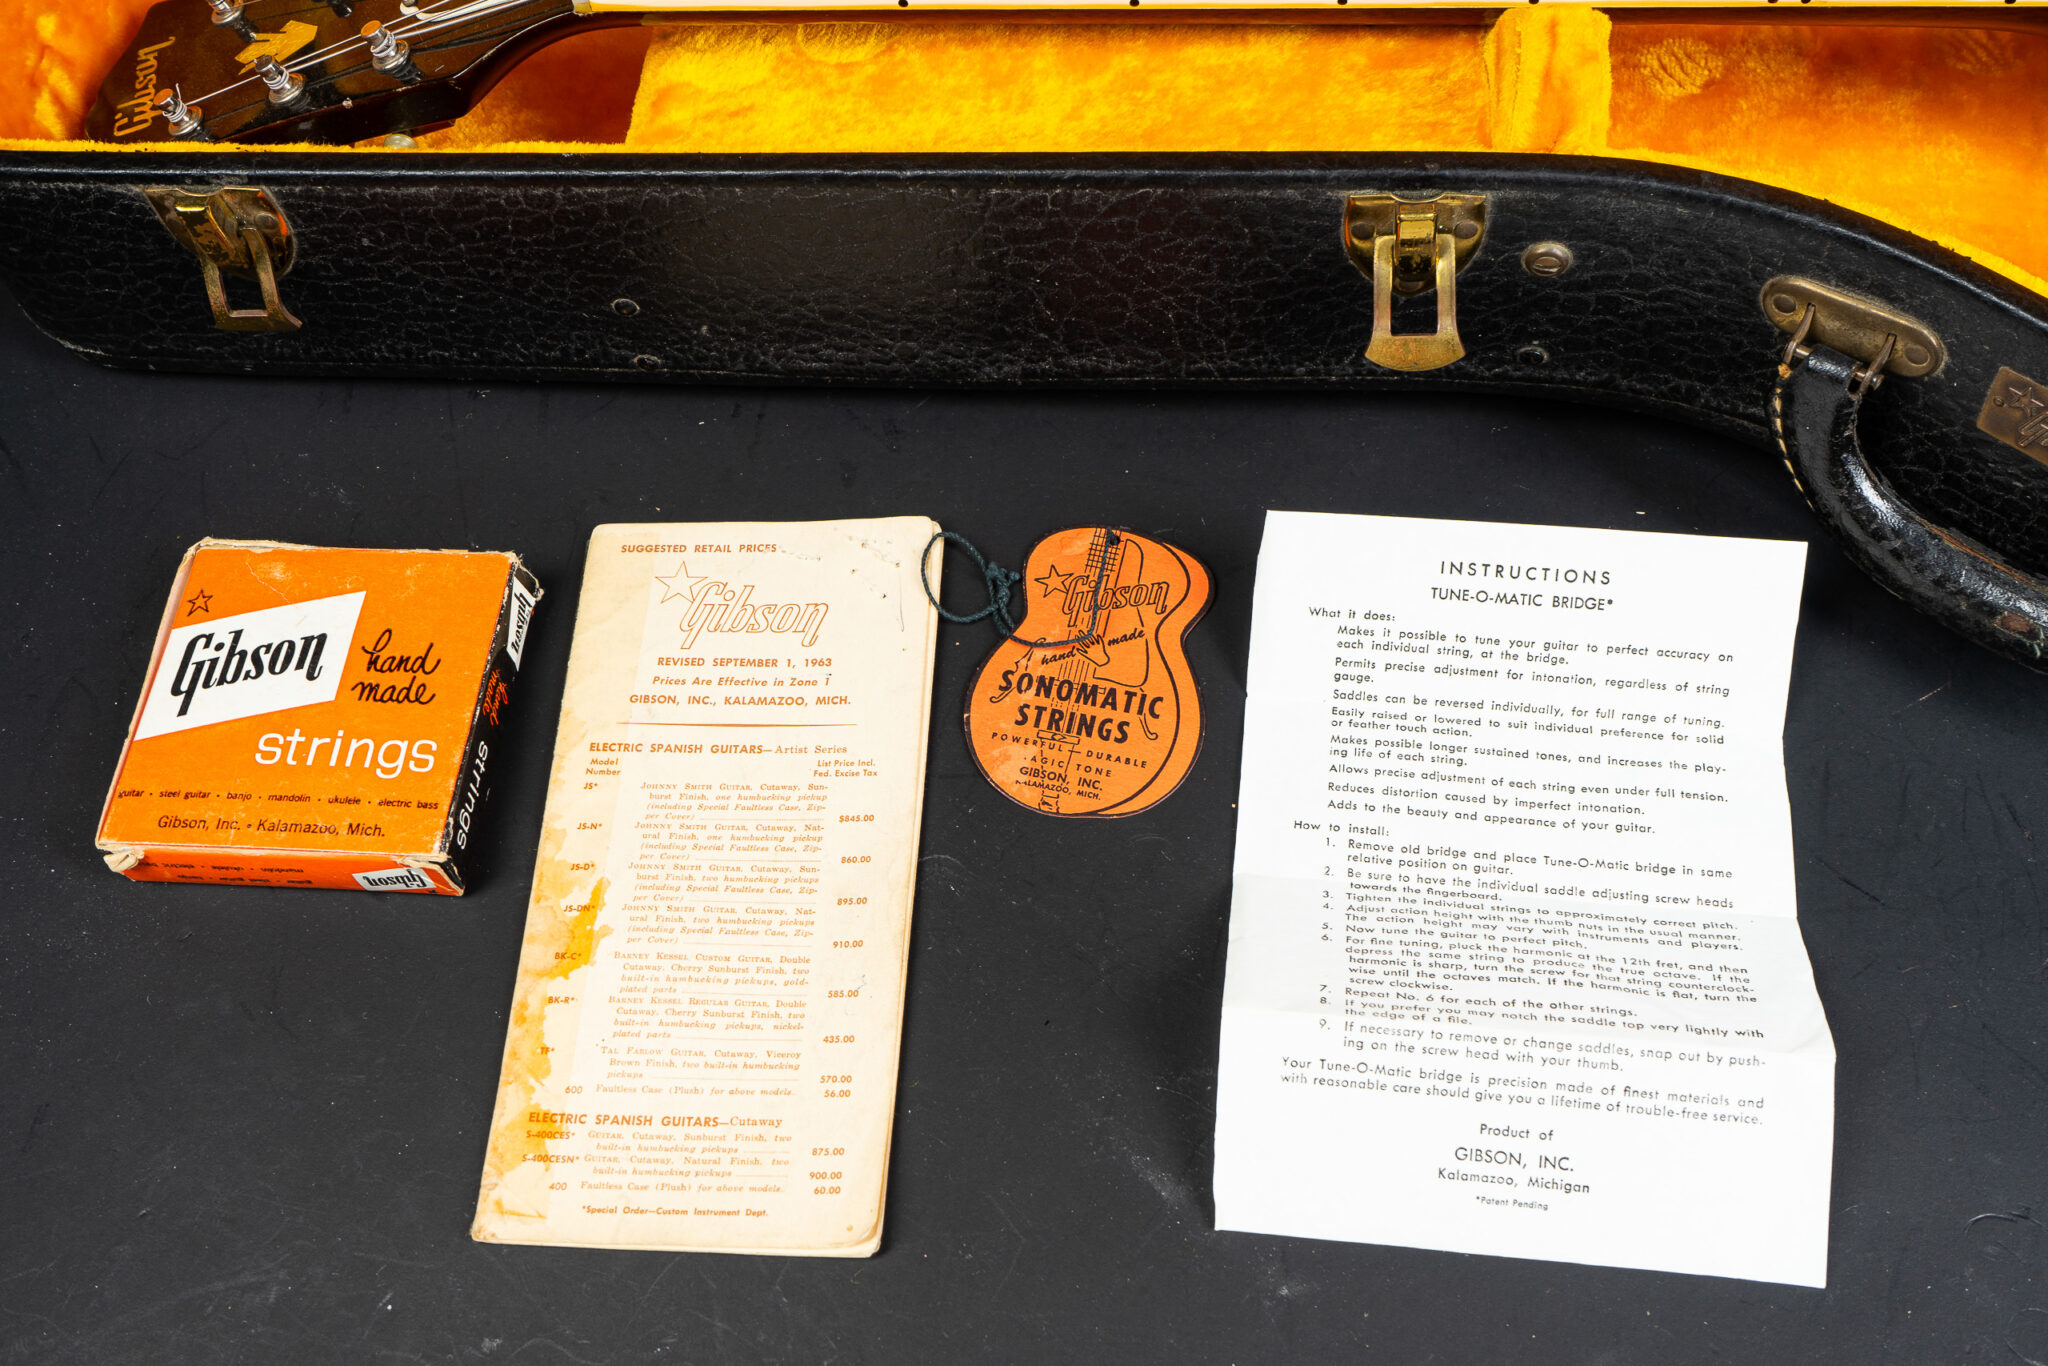 Gibson
Gibson
hand
made
strings
guitar • steel guitar • banjo • mandolin • ukulele • electric bass
Gibson, Inc. • Kalamazoo, Mich.
Gibson
hand
made
strings
Gibson
SUGGESTED RETAIL PRICES
Gibson
REVISED SEPTEMBER 1, 1963
Prices Are Effective in Zone 1
GIBSON, INC., KALAMAZOO, MICH.
ELECTRIC SPANISH GUITARS—Artist Series
Model List Price Incl.
Number Fed. Excise Tax
JS* JOHNNY SMITH GUITAR, Cutaway, Sun-
burst Finish, one humbucking pickup
(including Special Faultless Case, Zip-
per Cover) $845.00
JS-N* JOHNNY SMITH GUITAR, Cutaway, Nat-
ural Finish, one humbucking pickup
(including Special Faultless Case, Zip-
per Cover) 860.00
JS-D* JOHNNY SMITH GUITAR, Cutaway, Sun-
burst Finish, two humbucking pickups
(including Special Faultless Case, Zip-
per Cover) 895.00
JS-DN* JOHNNY SMITH GUITAR, Cutaway, Nat-
ural Finish, two humbucking pickups
(including Special Faultless Case, Zip-
per Cover) 910.00
BK-C* BARNEY KESSEL CUSTOM GUITAR, Double
Cutaway, Cherry Sunburst Finish, two
built-in humbucking pickups, gold-
plated parts 585.00
BK-R* BARNEY KESSEL REGULAR GUITAR, Double
Cutaway, Cherry Sunburst Finish, two
built-in humbucking pickups, nickel-
plated parts 435.00
TF* TAL FARLOW GUITAR, Cutaway, Viceroy
Brown Finish, two built-in humbucking
pickups 570.00
600 Faultless Case (Plush) for above models 56.00
ELECTRIC SPANISH GUITARS—Cutaway
S-400CES* GUITAR, Cutaway, Sunburst Finish, two
built-in humbucking pickups 875.00
S-400CESN* GUITAR, Cutaway, Natural Finish, two
built-in humbucking pickups 900.00
400 Faultless Case (Plush) for above models 60.00
*Special Order—Custom Instrument Dept.
Gibson
hand made
SONOMATIC
STRINGS
POWERFUL—DURABLE
TONE
GIBSON, INC.
KALAMAZOO, MICH.
INSTRUCTIONS
TUNE-O-MATIC BRIDGE*
What it does:
Makes it possible to tune your guitar to perfect accuracy on
each individual string, at the bridge.
Permits precise adjustment for intonation, regardless of string
gauge.
Saddles can be reversed individually, for full range of tuning.
Easily raised or lowered to suit individual preference for solid
or feather touch action.
Makes possible longer sustained tones, and increases the play-
ing life of each string.
Allows precise adjustment of each string even under full tension.
Reduces distortion caused by imperfect intonation.
Adds to the beauty and appearance of your guitar.
How to install:
1. Remove old bridge and place Tune-O-Matic bridge in same
relative position on guitar.
2. Be sure to have the individual saddle adjusting screw heads
towards the fingerboard.
3. Tighten the individual strings to approximately correct pitch.
4. Adjust action height with the thumb nuts in the usual manner.
The action height may vary with instruments and players.
5. Now tune the guitar to perfect pitch.
6. For fine tuning, pluck the harmonic at the 12th fret, and then
depress the same string to produce the true octave. If the
harmonic is sharp, turn the screw for that string counterclock-
wise until the octaves match. If the harmonic is flat, turn the
screw clockwise.
7. Repeat No. 6 for each of the other strings.
8. If you prefer you may notch the saddle top very lightly with
the edge of a file.
9. If necessary to remove or change saddles, snap out by push-
ing on the screw head with your thumb.
Your Tune-O-Matic bridge is precision made of finest materials and
with reasonable care should give you a lifetime of trouble-free service.
Product of
GIBSON, INC.
Kalamazoo, Michigan
*Patent Pending